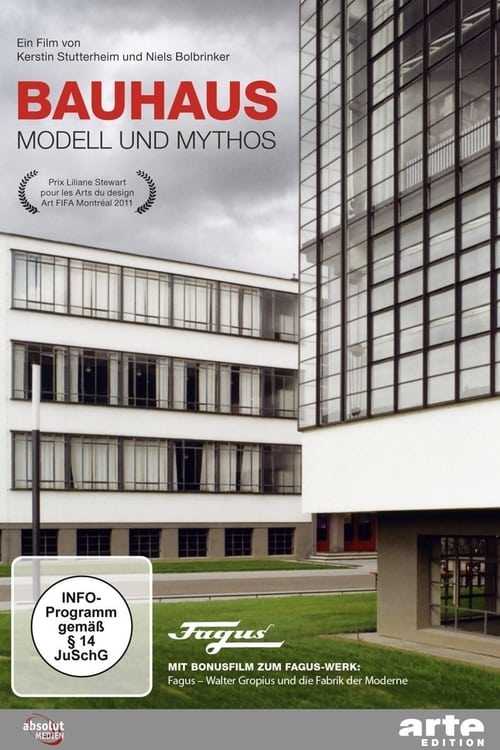 Ein Film von
Kerstin Stutterheim und Niels Bolbrinker
BAUHAUS
MODELL UND MYTHOS
Prix Liliane Stewart
pour les Arts du design
Art FIFA Montréal 2011
INFO-
Programm
gemäß
§ 14
JuSchG
Fagus
MIT BONUSFILM ZUM FAGUS-WERK:
Fagus – Walter Gropius und die Fabrik der Moderne
absolut
MEDIEN
arte
EDITION